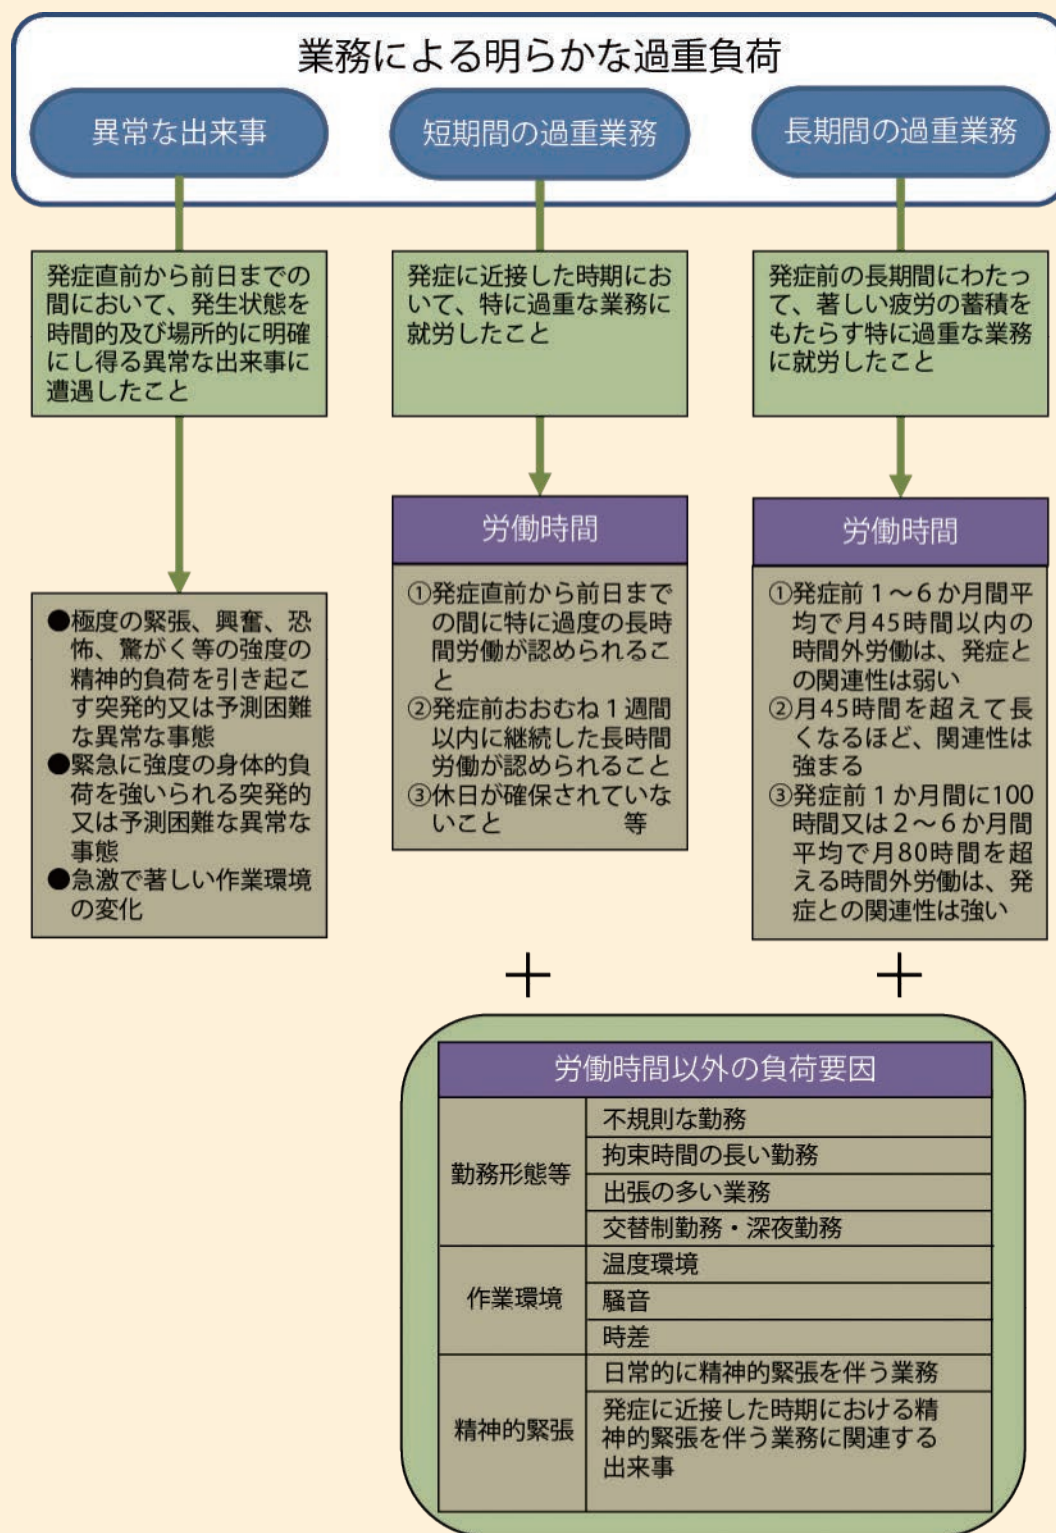 業務による明らかな過重負荷
異常な出来事
短期間の過重業務
長期間の過重業務
発症直前から前日までの
間において、発生状態を
時間的及び場所的に明確
にし得る異常な出来事に
遭遇したこと
発症に近接した時期にお
いて、特に過重な業務に
就労したこと
発症前の長期間にわたっ
て、著しい疲労の蓄積を
もたらす特に過重な業務
に就労したこと
●極度の緊張、興奮、恐
怖、驚がく等の強度の
精神的負荷を引き起こ
す突発的又は予測困難
な異常な事態
●緊急に強度の身体的負
荷を強いられる突発的
又は予測困難な異常な
事態
●急激で著しい作業環境
の変化
労働時間
①発症直前から前日まで
の間に特に過度の長時
間労働が認められるこ
と
②発症前おおむね1週間
以内に継続した長時間
労働が認められること
③休日が確保されていな
いこと 等
労働時間
①発症前1~6か月間平
均で月45時間以内の
時間外労働は、発症と
の関連性は弱い
②月45時間を超えて長
くなるほど、関連性は
強まる
③発症前1か月間に100
時間又は2~6か月間
平均で月80時間を超
える時間外労働は、発
症との関連性は強い
+
+
労働時間以外の負荷要因
勤務形態等
不規則な勤務
拘束時間の長い勤務
出張の多い業務
交替制勤務・深夜勤務
作業環境
温度環境
騒音
時差
精神的緊張
日常的に精神的緊張を伴う業務
発症に近接した時期における精
神的緊張を伴う業務に関連する
出来事